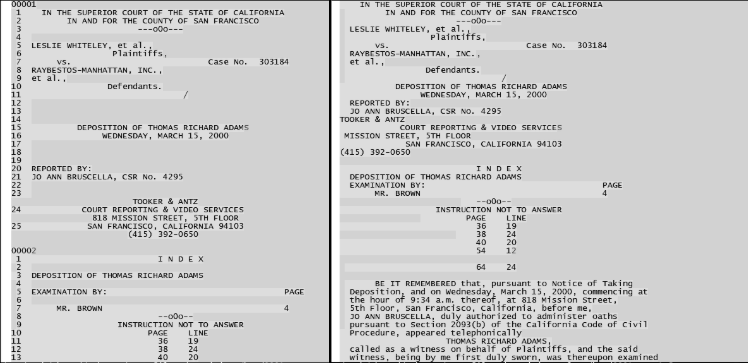 00001
1 IN THE SUPERIOR COURT OF THE STATE OF CALIFORNIA
2 IN AND FOR THE COUNTY OF SAN FRANCISCO
3 ---oOo---
4
5 LESLIE WHITELEY, et al.,
6 Plaintiffs,
7 vs. Case No. 303184
8 RAYBESTOS-MANHATTAN, INC.,
9 et al.,
10 Defendants.
11 /
12
13
14
15 DEPOSITION OF THOMAS RICHARD ADAMS
16 WEDNESDAY, MARCH 15, 2000
17
18
19
20 REPORTED BY:
21 JO ANN BRUSCELLA, CSR No. 4295
22
23
TOOKER & ANTZ
24 COURT REPORTING & VIDEO SERVICES
818 MISSION STREET, 5TH FLOOR
25 SAN FRANCISCO, CALIFORNIA 94103
(415) 392-0650
00002
1 I N D E X
2
3 DEPOSITION OF THOMAS RICHARD ADAMS
4
5 EXAMINATION BY: PAGE
6
7 MR. BROWN 4
8 --oOo--
9 INSTRUCTION NOT TO ANSWER
10 PAGE LINE
11 36 19
12 38 24
13 40 20
IN THE SUPERIOR COURT OF THE STATE OF CALIFORNIA
IN AND FOR THE COUNTY OF SAN FRANCISCO
---oOo---
LESLIE WHITELEY, et al.,
Plaintiffs,
vs. Case No. 303184
RAYBESTOS-MANHATTAN, INC.,
et al.,
Defendants.
/
DEPOSITION OF THOMAS RICHARD ADAMS
WEDNESDAY, MARCH 15, 2000
REPORTED BY:
JO ANN BRUSCELLA, CSR No. 4295
TOOKER & ANTZ
COURT REPORTING & VIDEO SERVICES
MISSION STREET, 5TH FLOOR
SAN FRANCISCO, CALIFORNIA 94103
(415) 392-0650
I N D E X
DEPOSITION OF THOMAS RICHARD ADAMS
EXAMINATION BY: PAGE
MR. BROWN 4
--oOo--
INSTRUCTION NOT TO ANSWER
PAGE LINE
36 19
38 24
40 20
54 12
64 24
BE IT REMEMBERED that, pursuant to Notice of Taking
Deposition, and on Wednesday, March 15, 2000, commencing at
the hour of 9:34 a.m. thereof, at 818 Mission Street,
5th Floor, San Francisco, California, before me,
JO ANN BRUSCELLA, duly authorized to administer oaths
pursuant to Section 2093(b) of the California Code of Civil
Procedure, appeared telephonically
THOMAS RICHARD ADAMS,
called as a witness on behalf of Plaintiffs, and the said
witness, being by me first duly sworn, was thereupon examined